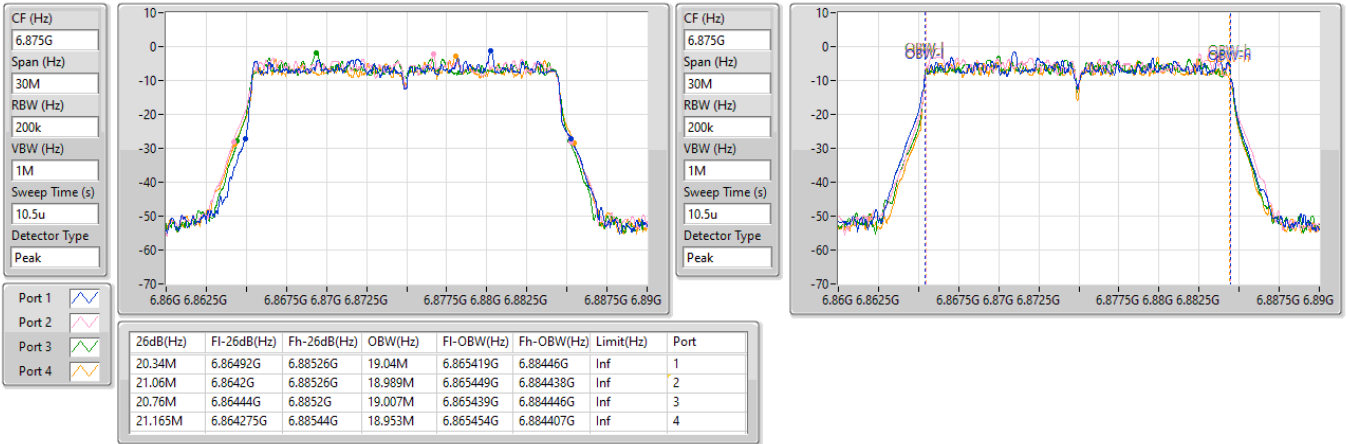 CF (Hz)
6.875G
Span (Hz)
30M
RBW (Hz)
200k
VBW (Hz)
1M
Sweep Time (s)
10.5u
Detector Type
Peak
10
0
-10
-20
-30
-40
-50
-60
-70
6.86G 6.8625G 6.8675G 6.87G 6.8725G 6.8775G 6.88G 6.8825G 6.8875G 6.89G
CF (Hz)
6.875G
Span (Hz)
30M
RBW (Hz)
200k
VBW (Hz)
1M
Sweep Time (s)
10.5u
Detector Type
Peak
10
0
-10
-20
-30
-40
-50
-60
-70
OBW-l OBW-h
6.86G 6.8625G 6.8675G 6.87G 6.8725G 6.8775G 6.88G 6.8825G 6.8875G 6.89G
Port 1
Port 2
Port 3
Port 4
26dB(Hz) Fl-26dB(Hz) Fh-26dB(Hz) OBW(Hz) Fl-OBW(Hz) Fh-OBW(Hz) Limit(Hz) Port
20.34M 6.86492G 6.88526G 19.04M 6.865419G 6.88446G Inf 1
21.06M 6.8642G 6.88526G 18.989M 6.865449G 6.884438G Inf 2
20.76M 6.86444G 6.8852G 19.007M 6.865439G 6.884446G Inf 3
21.165M 6.864275G 6.88544G 18.953M 6.865454G 6.884407G Inf 4